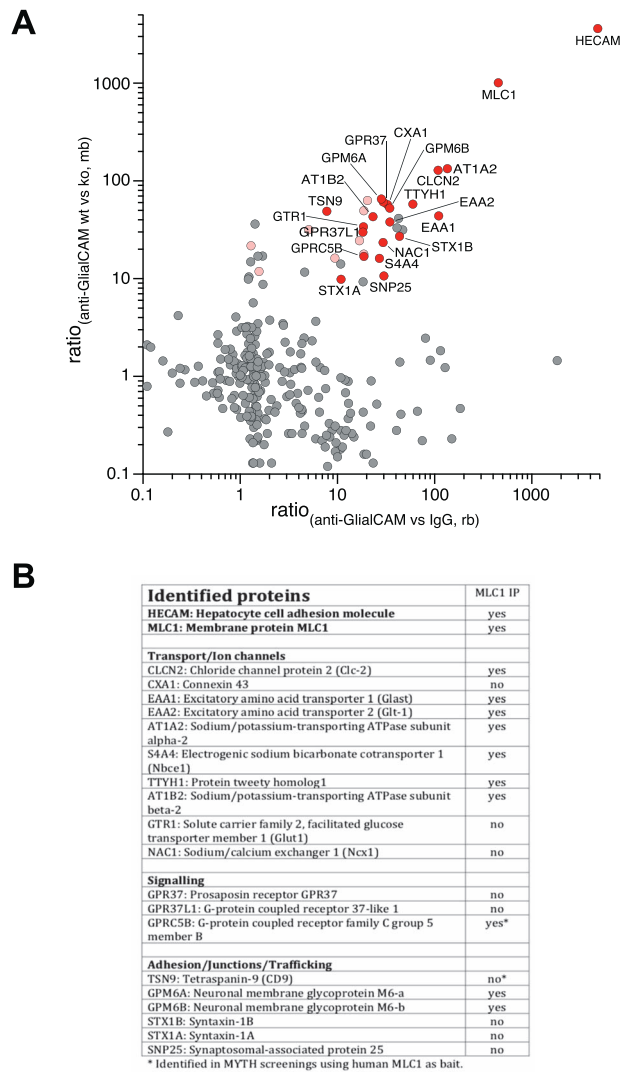 A
1000
100
10
1
0.1
ratio(anti-GlialCAM wt vs ko, mb)
HECAM
MLC1
CXA1
GPR37
GPM6B
GPM6A
AT1A2
AT1B2
CLCN2
TTYH1
TSN9
EAA2
GTR1
EAA1
GPR37L1
STX1B
GPRC5B
NAC1
S4A4
STX1A
SNP25
0.1
1
10
100
1000
ratio(anti-GlialCAM vs IgG, rb)
B
Identified proteins MLC1 IP
HECAM: Hepatocyte cell adhesion molecule yes
MLC1: Membrane protein MLC1 yes
Transport/Ion channels
CLCN2: Chloride channel protein 2 (Clc-2) yes
CXA1: Connexin 43 no
EAA1: Excitatory amino acid transporter 1 (Glast) yes
EAA2: Excitatory amino acid transporter 2 (Glt-1) yes
AT1A2: Sodium/potassium-transporting ATPase subunit yes
alpha-2
S4A4: Electrogenic sodium bicarbonate cotransporter 1 yes
(Nbce1)
TTYH1: Protein tweety homolog1 yes
AT1B2: Sodium/potassium-transporting ATPase subunit yes
beta-2
GTR1: Solute carrier family 2, facilitated glucose no
transporter member 1 (Glut1)
NAC1: Sodium/calcium exchanger 1 (Ncx1) no
Signalling
GPR37: Prosaposin receptor GPR37 no
GPR37L1: G-protein coupled receptor 37-like 1 no
GPRC5B: G-protein coupled receptor family C group 5 yes*
member B
Adhesion/Junctions/Trafficking
TSN9: Tetraspanin-9 (CD9) no*
GPM6A: Neuronal membrane glycoprotein M6-a yes
GPM6B: Neuronal membrane glycoprotein M6-b yes
STX1B: Syntaxin-1B no
STX1A: Syntaxin-1A no
SNP25: Synaptosomal-associated protein 25 no
* Identified in MYTH screenings using human MLC1 as bait.